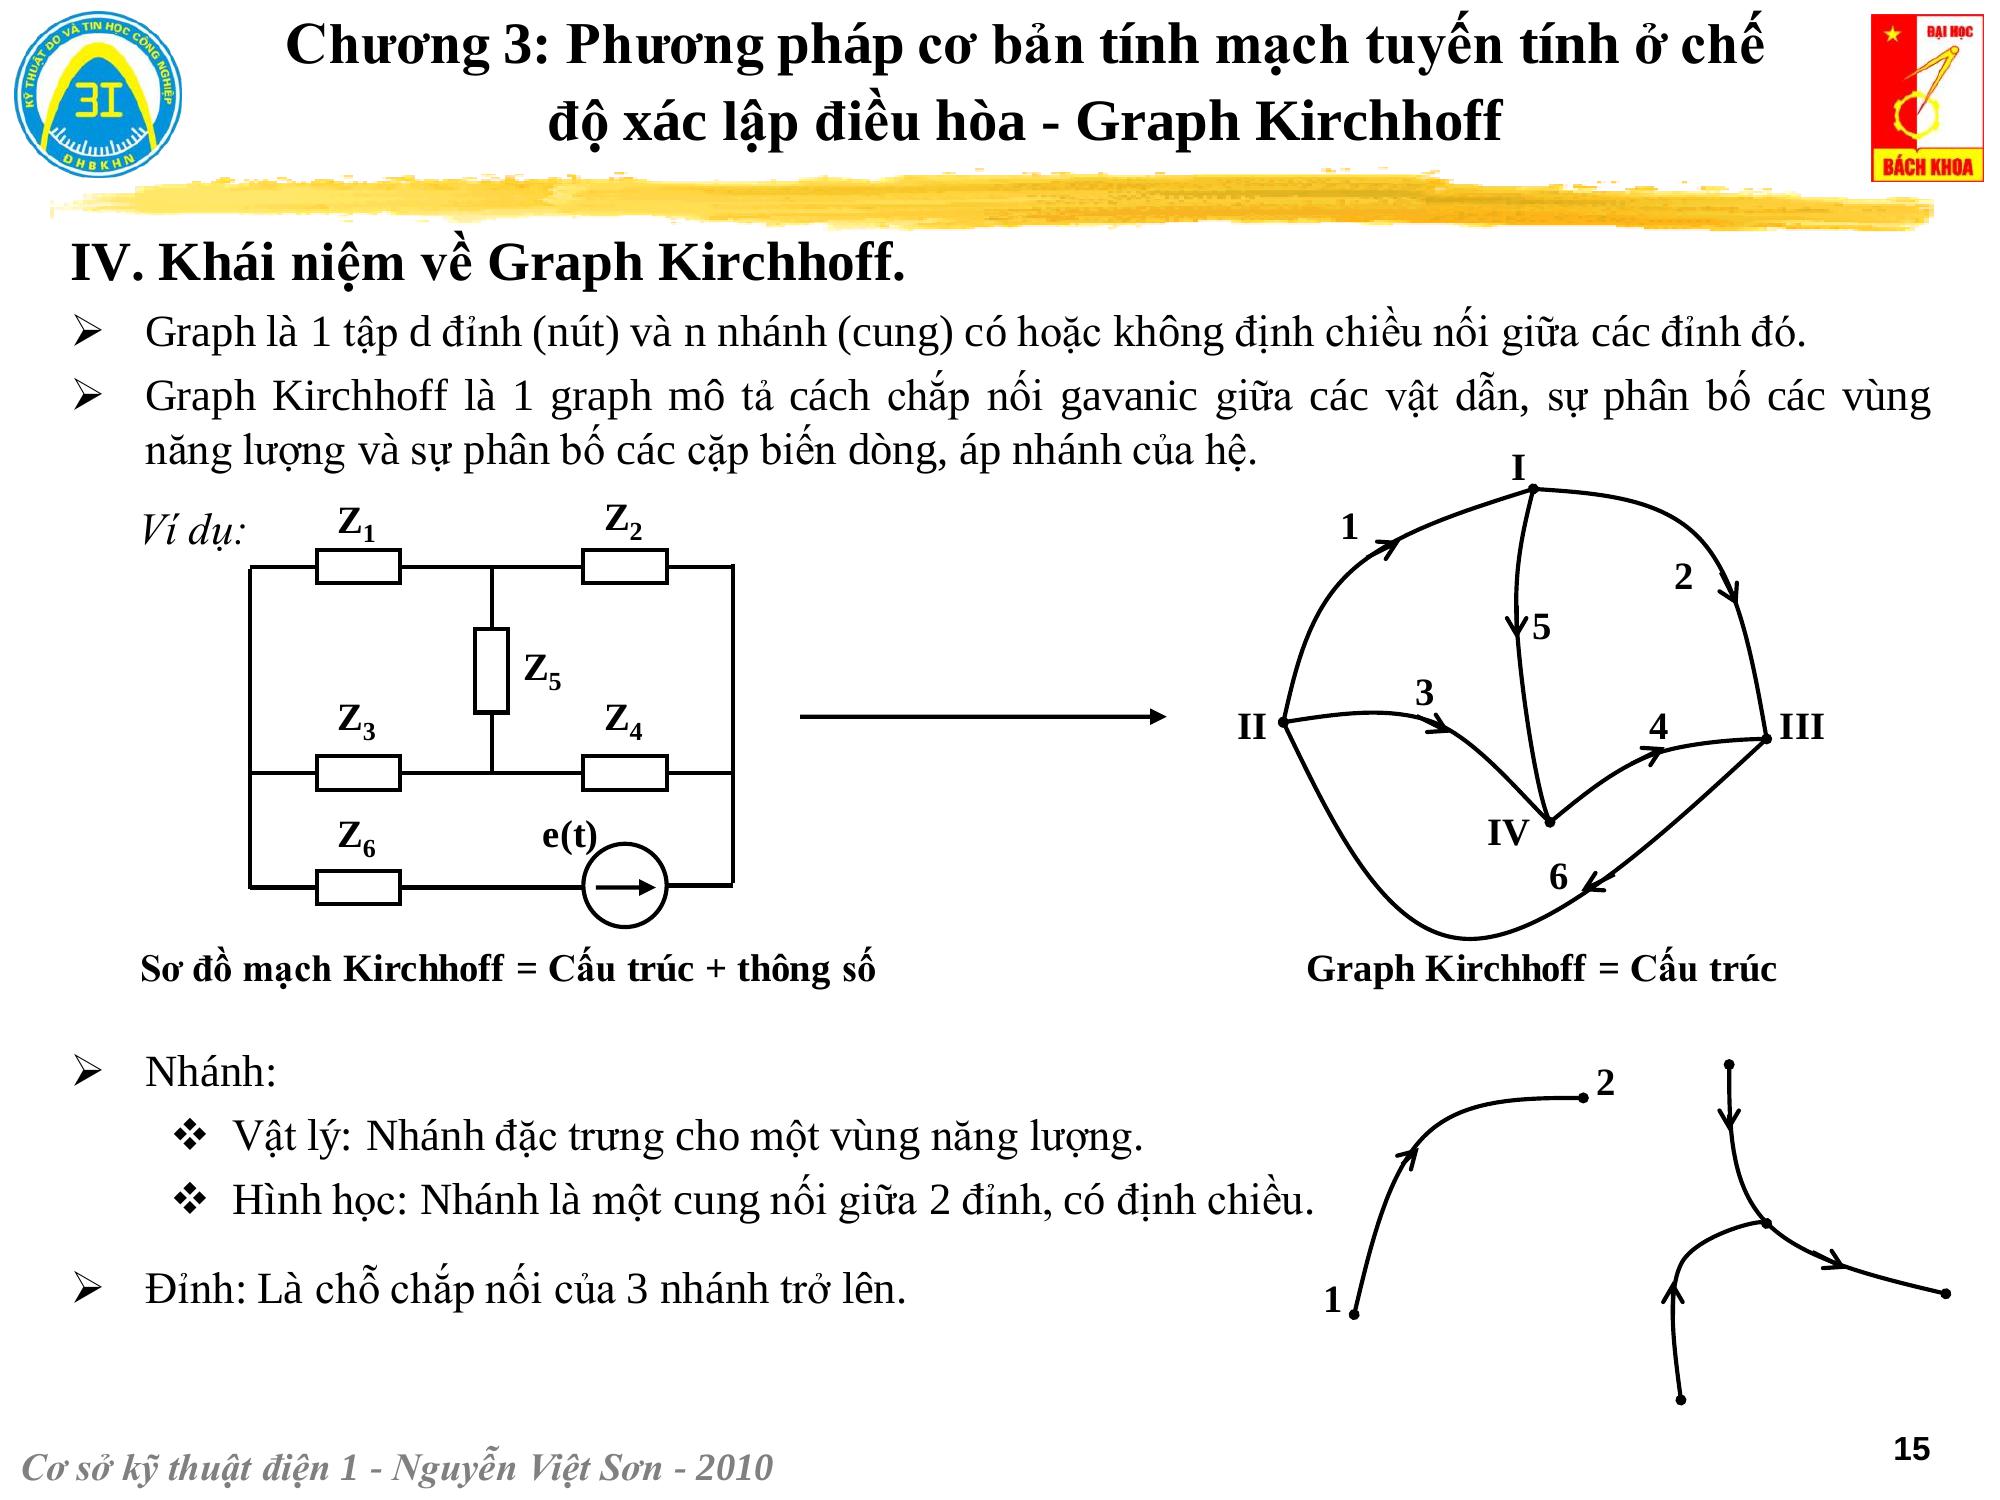 KỸ THUẬT ĐO VÀ TIN HỌC CÔNG NGHIỆP
3I
ĐHBKHN
Chương 3: Phương pháp cơ bản tính mạch tuyến tính ở chế
độ xác lập điều hòa - Graph Kirchhoff
ĐẠI HỌC
BÁCH KHOA
IV. Khái niệm về Graph Kirchhoff.
Graph là 1 tập d đỉnh (nút) và n nhánh (cung) có hoặc không định chiều nối giữa các đỉnh đó.
Graph Kirchhoff là 1 graph mô tả cách chắp nối gavanic giữa các vật dẫn, sự phân bố các vùng
năng lượng và sự phân bố các cặp biến dòng, áp nhánh của hệ.
Ví dụ:
Z1
Z2
Z5
Z3
Z4
Z6
e(t)
I
1
2
5
3
II
4
III
IV
6
Sơ đồ mạch Kirchhoff = Cấu trúc + thông số
Graph Kirchhoff = Cấu trúc
Nhánh:
Vật lý: Nhánh đặc trưng cho một vùng năng lượng.
Hình học: Nhánh là một cung nối giữa 2 đỉnh, có định chiều.
Đỉnh: Là chỗ chắp nối của 3 nhánh trở lên.
2
1
Cơ sở kỹ thuật điện 1 - Nguyễn Việt Sơn - 2010
15